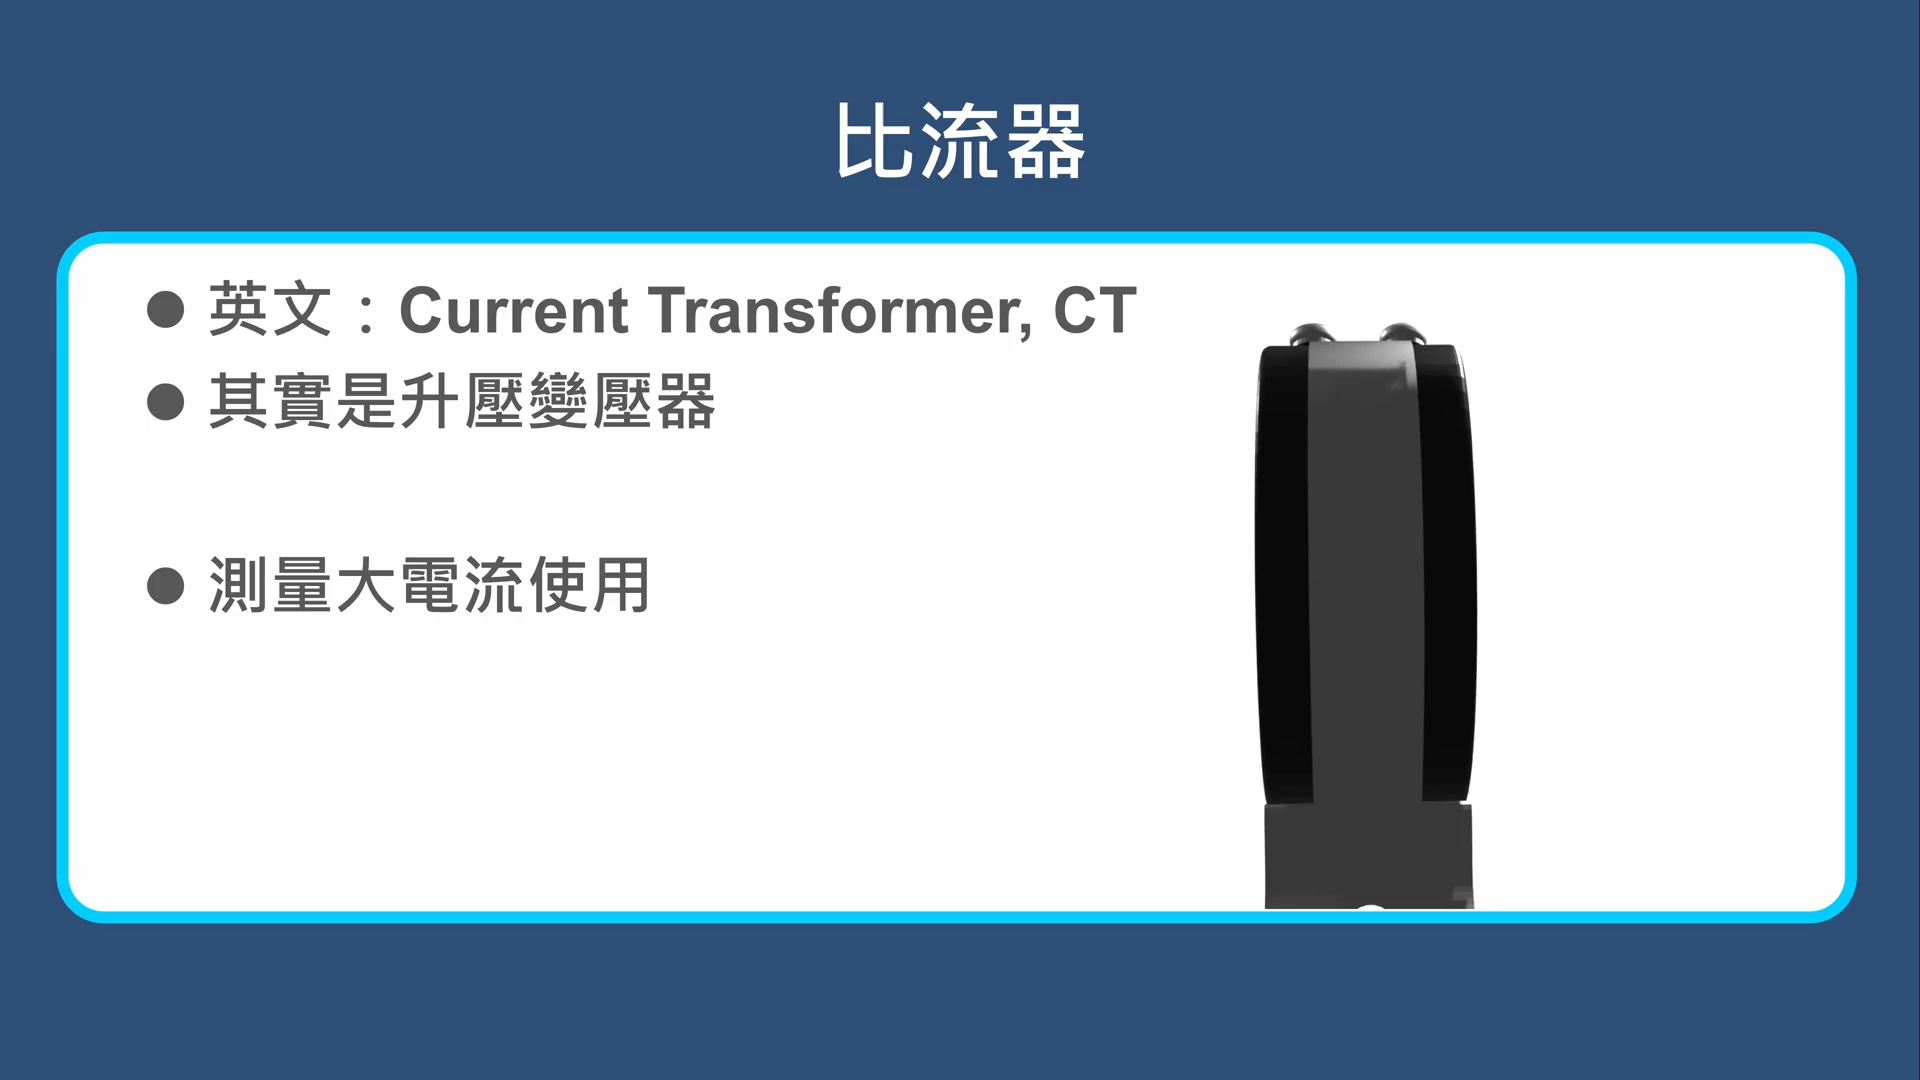 比流器
● 英文：Current Transformer, CT
● 其實是升壓變壓器
● 測量大電流使用